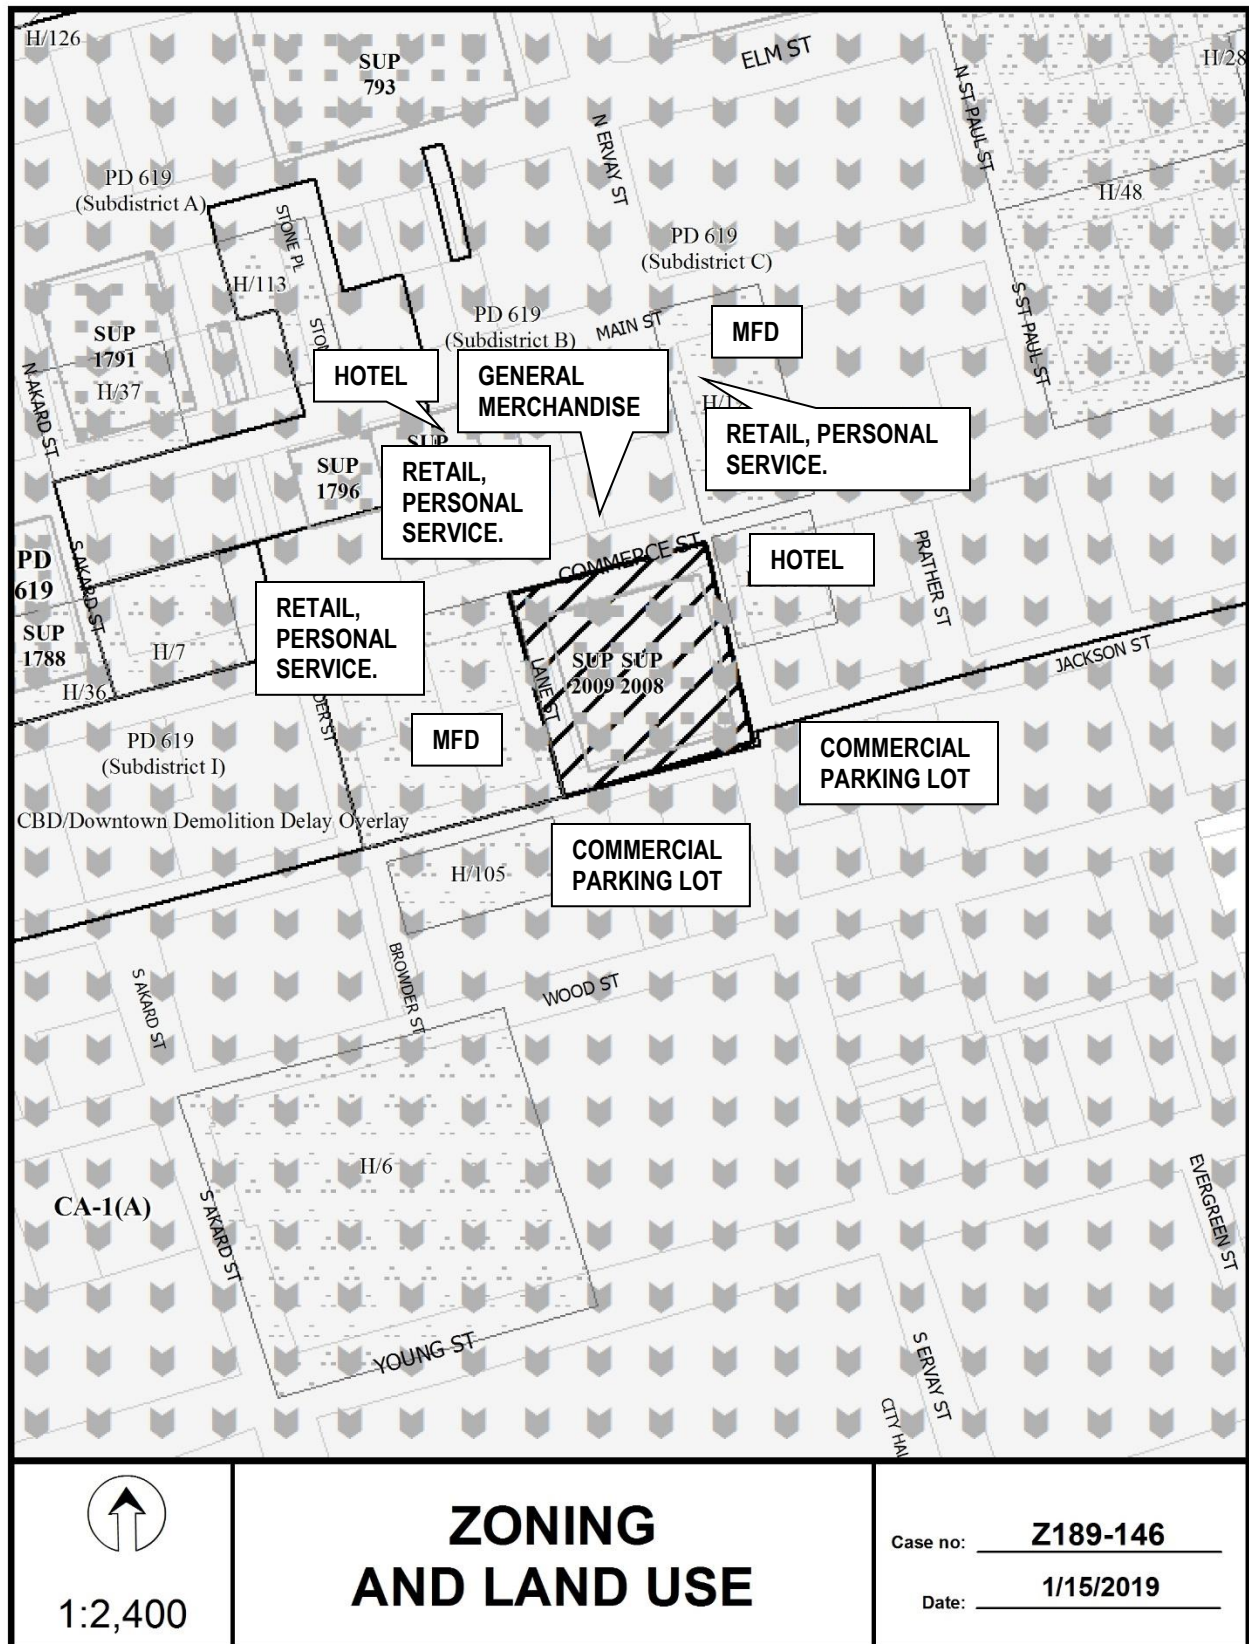 H/126
SUP
793
ELM ST
H/28
N ST PAUL ST
N ERVAY ST
PD 619
(Subdistrict A)
H/48
STONE PL
PD 619
(Subdistrict C)
H/113
S ST PAUL ST
PD 619
(Subdistrict B)
MAIN ST
MFD
SUP
1791
H/37
N AKARD ST
HOTEL
GENERAL
MERCHANDISE
RETAIL, PERSONAL
SERVICE.
SUP
SUP
1796
RETAIL,
PERSONAL
SERVICE.
COMMERCE ST
HOTEL
PRATHER ST
PD
619
S AKARD ST
SUP
1788
H/7
H/36
RETAIL,
PERSONAL
SERVICE.
LANE ST
SUP SUP
2009 2008
JACKSON ST
MFD
PD 619
(Subdistrict I)
COMMERCIAL
PARKING LOT
CBD/Downtown Demolition Delay Overlay
COMMERCIAL
PARKING LOT
H/105
S AKARD ST
BROWDER ST
WOOD ST
H/6
CA-1(A)
S AKARD ST
EVERGREEN ST
YOUNG ST
S ERVAY ST
1:2,400
ZONING
AND LAND USE
Case no: Z189-146
Date: 1/15/2019